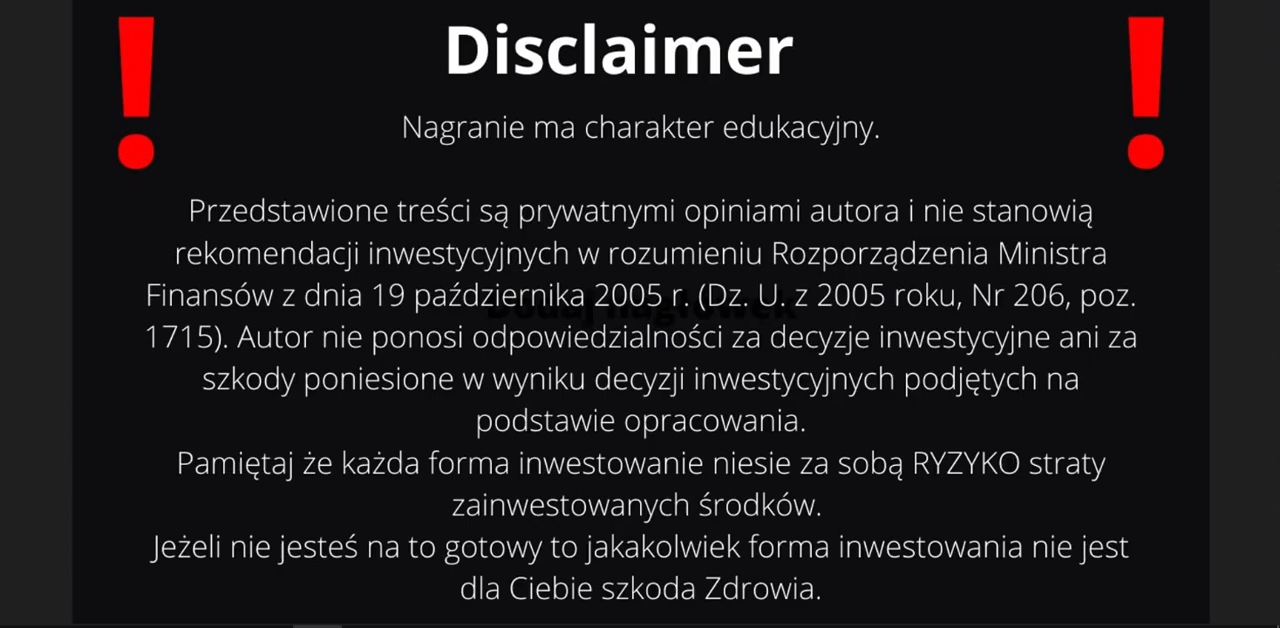 Disclaimer
Nagranie ma charakter edukacyjny.
Przedstawione treści są prywatnymi opiniami autora i nie stanowią
rekomendacji inwestycyjnych w rozumieniu Rozporządzenia Ministra
Finansów z dnia 19 października 2005 r. (Dz. U. z 2005 roku, Nr 206, poz.
1715). Autor nie ponosi odpowiedzialności za decyzje inwestycyjne ani za
szkody poniesione w wyniku decyzji inwestycyjnych podjętych na
podstawie opracowania.
Pamiętaj że każda forma inwestowanie niesie za sobą RYZYKO straty
zainwestowanych środków.
Jeżeli nie jesteś na to gotowy to jakakolwiek forma inwestowania nie jest
dla Ciebie szkoda Zdrowia.